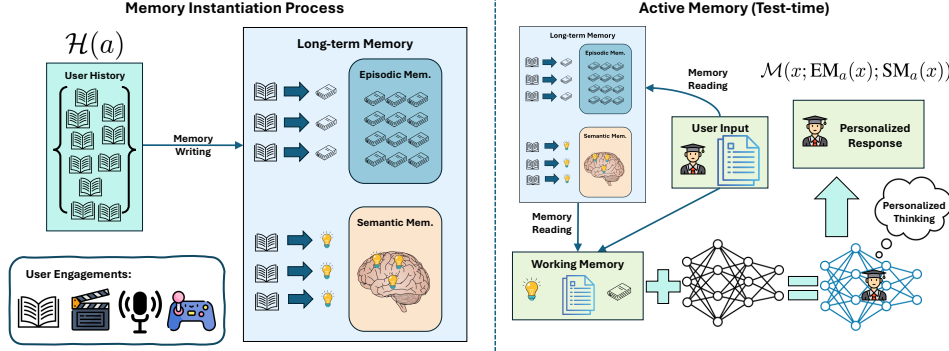 Memory Instantiation Process
H(a)
User History
Memory
Writing
Long-term Memory
Episodic Mem.
Semantic Mem.
User Engagements:
Active Memory (Test-time)
Long-term Memory
Episodic Mem.
Semantic Mem.
Memory
Reading
User Input
M(x; EM_a(x); SM_a(x))
Personalized
Response
Personalized
Thinking
Memory
Reading
Working Memory